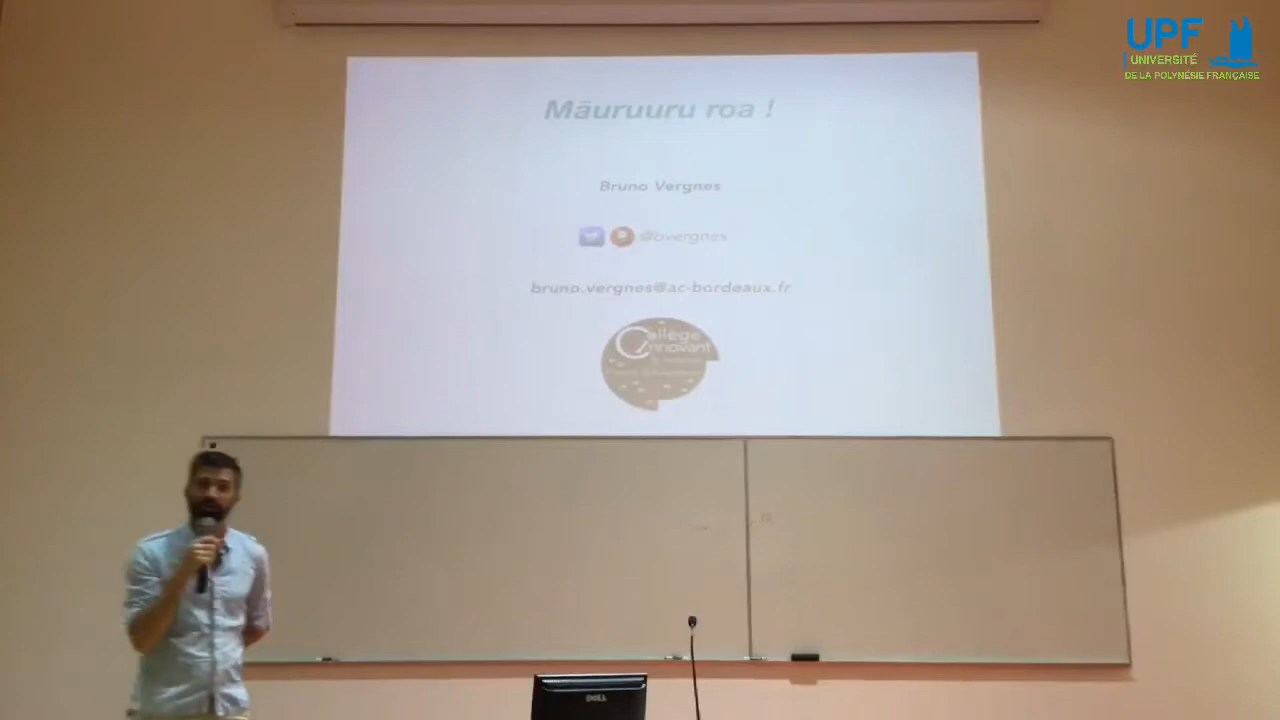 UPF
UNIVERSITÉ
DE LA POLYNÉSIE FRANÇAISE
Māuruuru roa !
Bruno Vergnes
@bvergnes
bruno.vergnes@ac-bordeaux.fr
Collège
innovant
DELL